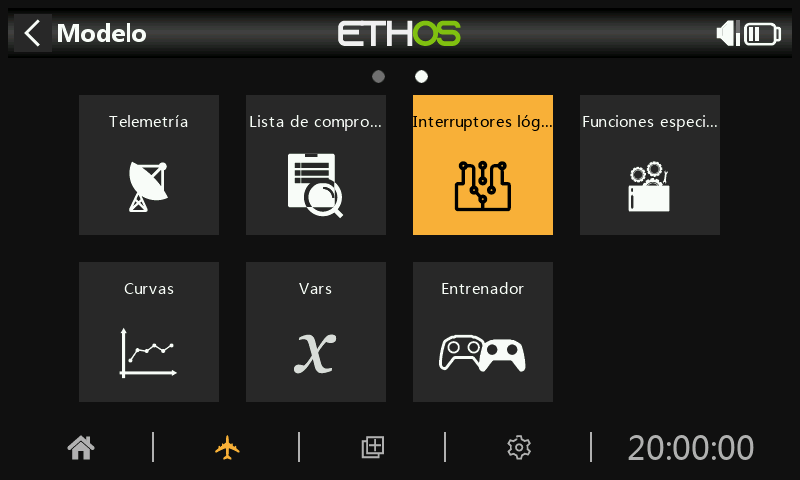 Modelo
ETHOS
Telemetría
Lista de compro...
Interruptores lóg...
Funciones especi...
Curvas
Vars
x
Entrenador
20:00:00